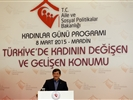 T.C.
Aile ve
Sosyal Politikalar
Bakanlığı
KADINLAR GÜNÜ PROGRAMI
8 MART 2015 - MARDİN
TÜRKİYE'DE KADININ DEĞİŞEN
VE GELİŞEN KONUMU